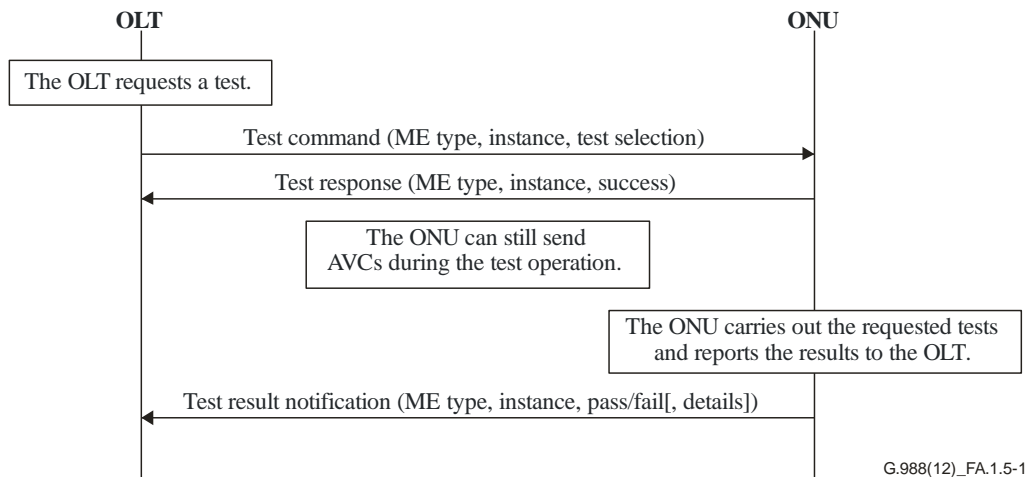 OLT
ONU
The OLT requests a test.
Test command (ME type, instance, test selection)
Test response (ME type, instance, success)
The ONU can still send
AVCs during the test operation.
The ONU carries out the requested tests
and reports the results to the OLT.
Test result notification (ME type, instance, pass/fail[, details])
G.988(12)_FA.1.5-1